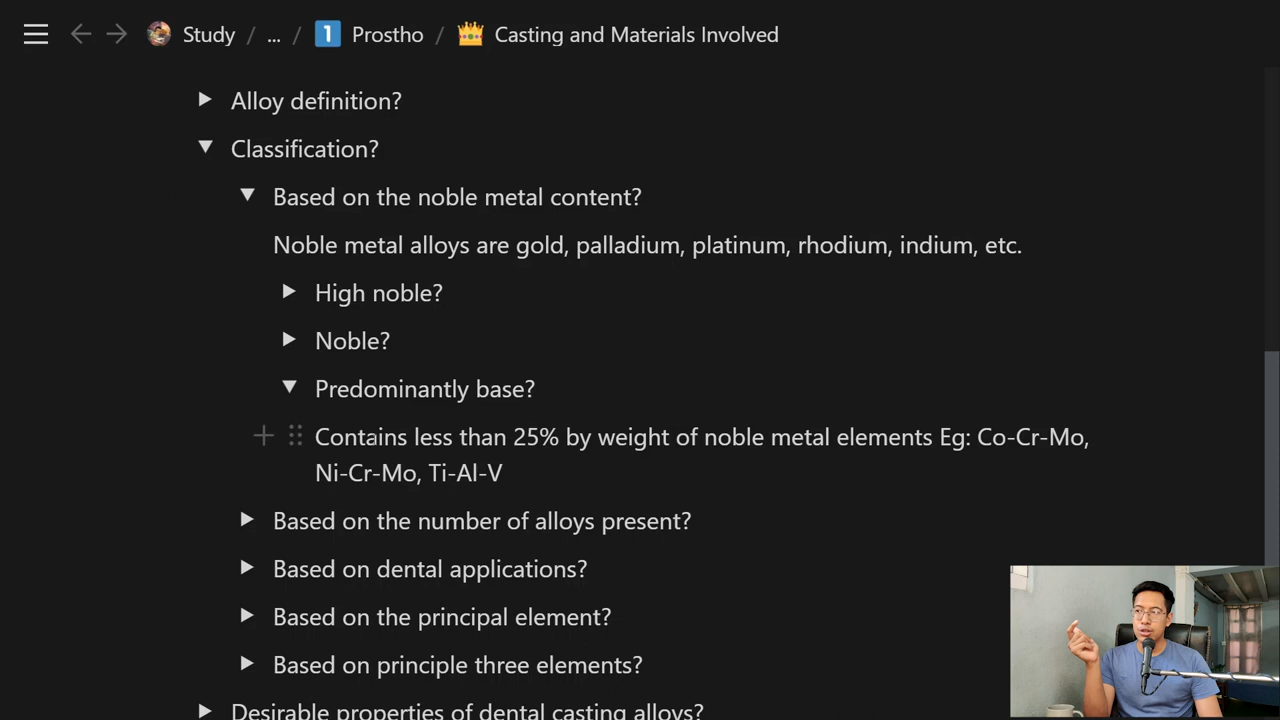 Study / ... / 1 Prostho / Casting and Materials Involved
Alloy definition?
Classification?
Based on the noble metal content?
Noble metal alloys are gold, palladium, platinum, rhodium, indium, etc.
High noble?
Noble?
Predominantly base?
Contains less than 25% by weight of noble metal elements Eg: Co-Cr-Mo,
Ni-Cr-Mo, Ti-Al-V
Based on the number of alloys present?
Based on dental applications?
Based on the principal element?
Based on principle three elements?
Desirable properties of dental casting alloys?